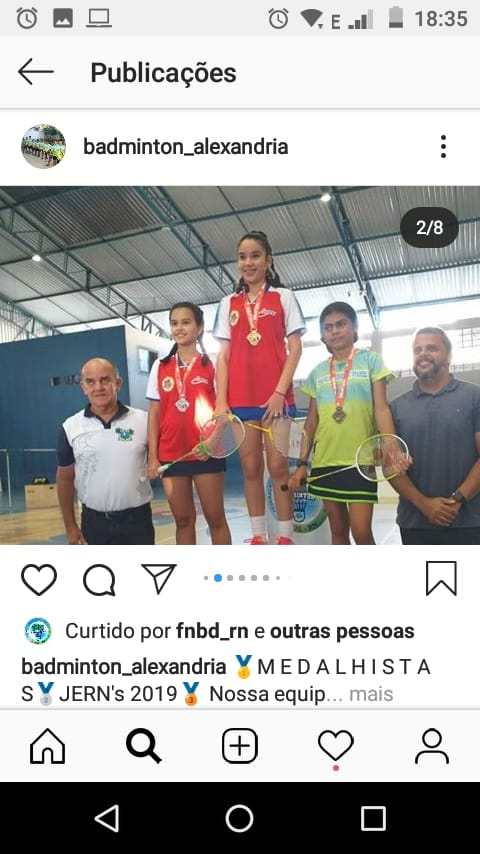 E 18:35
Publicações
badminton_alexandria
2/8
Curtido por fnbd_rn e outras pessoas
badminton_alexandria 🥇M E D A L H I S T A
S🥈JERN's 2019🥉 Nossa equip... mais